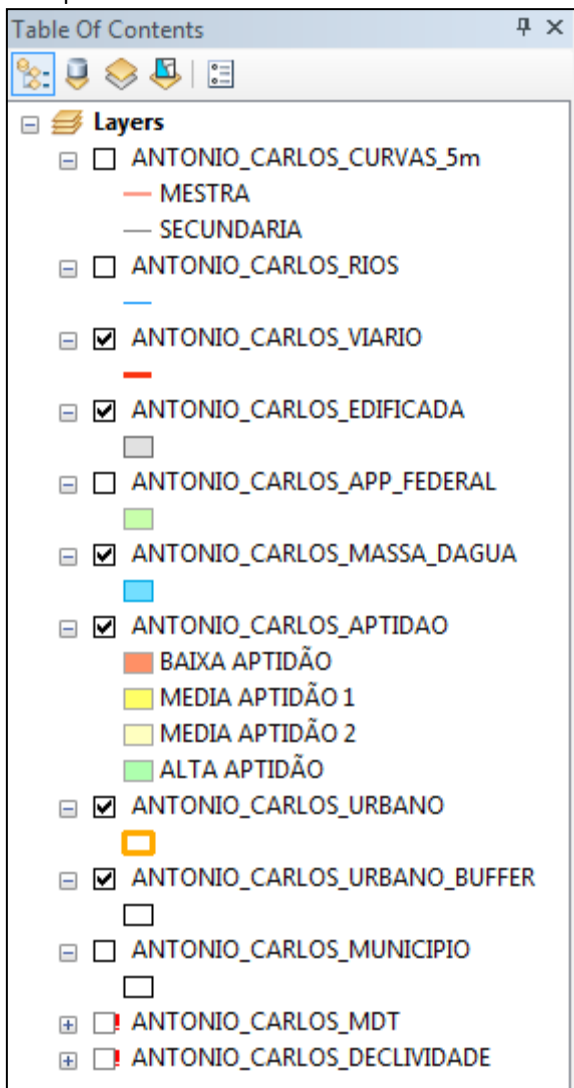 Table Of Contents
Layers
ANTONIO_CARLOS_CURVAS_5m
MESTRA
SECUNDARIA
ANTONIO_CARLOS_RIOS
ANTONIO_CARLOS_VIARIO
ANTONIO_CARLOS_EDIFICADA
ANTONIO_CARLOS_APP_FEDERAL
ANTONIO_CARLOS_MASSA_DAGUA
ANTONIO_CARLOS_APTIDAO
BAIXA APTIDÃO
MEDIA APTIDÃO 1
MEDIA APTIDÃO 2
ALTA APTIDÃO
ANTONIO_CARLOS_URBANO
ANTONIO_CARLOS_URBANO_BUFFER
ANTONIO_CARLOS_MUNICIPIO
ANTONIO_CARLOS_MDT
ANTONIO_CARLOS_DECLIVIDADE